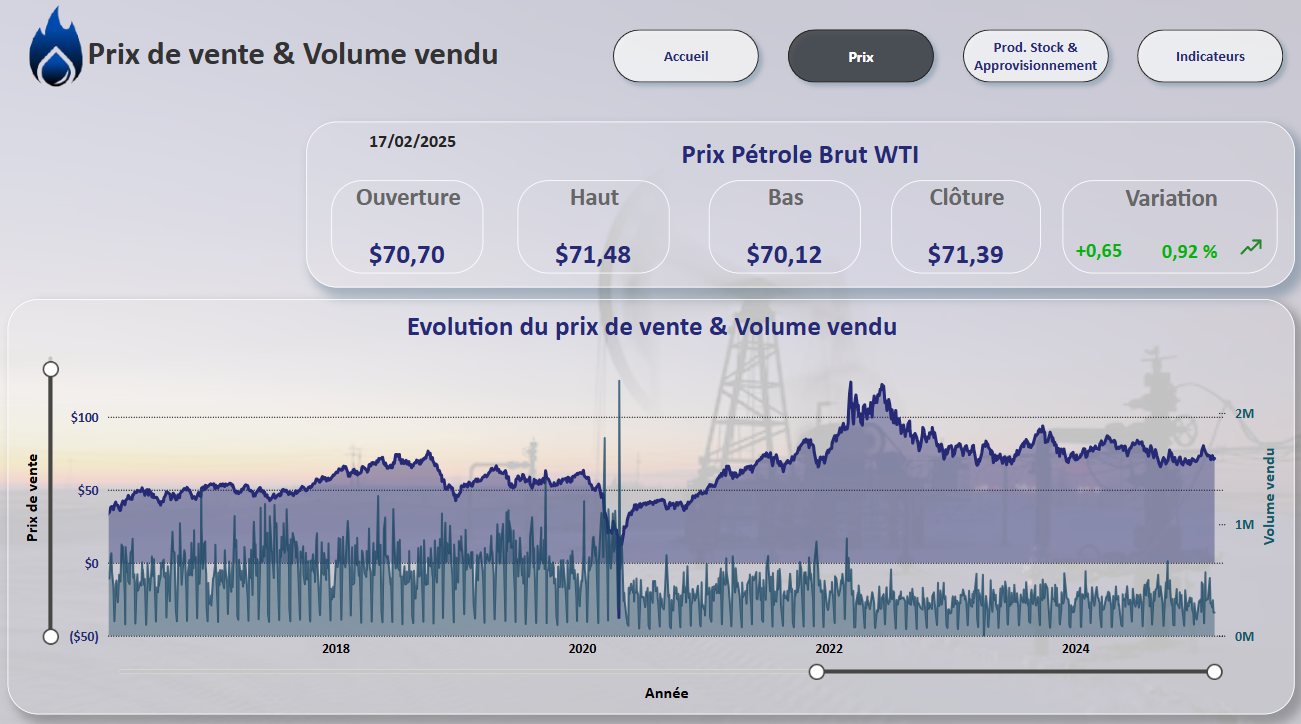 Prix de vente & Volume vendu
Accueil
Prix
Prod. Stock &
Approvisionnement
Indicateurs
17/02/2025
Prix Pétrole Brut WTI
Ouverture
$70,70
Haut
$71,48
Bas
$70,12
Clôture
$71,39
Variation
+0,65
0,92 %
Evolution du prix de vente & Volume vendu
Prix de vente
$100
$50
$0
($50)
2M
1M
0M
Volume vendu
2018
2020
2022
2024
Année